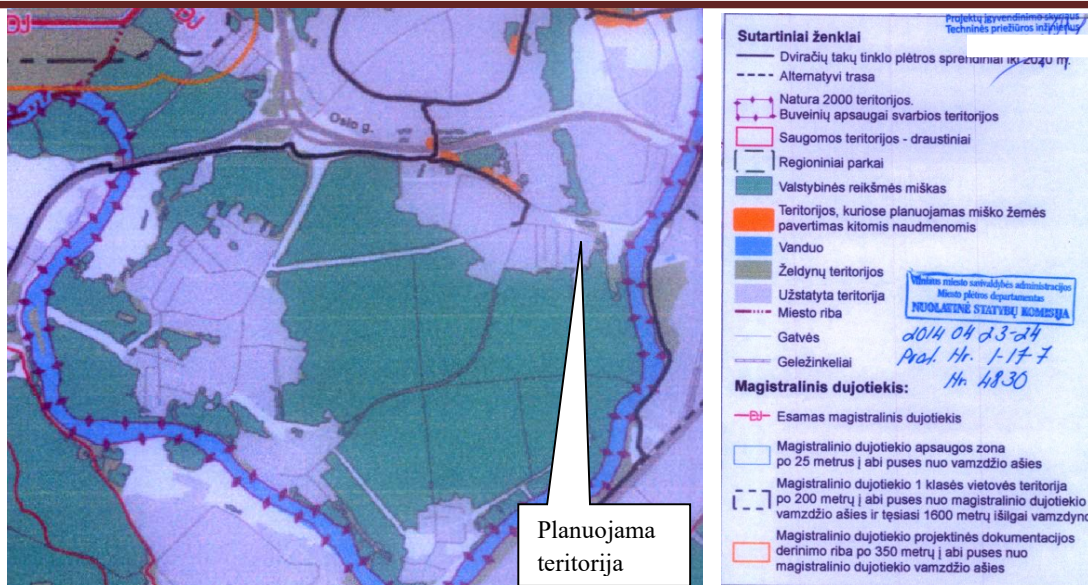 DJ
DJ
Oslo g.
Planuojama
teritorija
Projektų įgyvendinimo skyriaus
Techninės priežiūros inžinierius
Sutartiniai ženklai
Dviračių takų tinklo plėtros sprendiniai iki 2020 m.
Alternatyvi trasa
Natura 2000 teritorijos.
Buveinių apsaugai svarbios teritorijos
Saugomos teritorijos - draustiniai
Regioniniai parkai
Valstybinės reikšmės miškas
Teritorijos, kuriose planuojamas miško žemės
pavertimas kitomis naudmenomis
Vanduo
Želdynų teritorijos
Užstatyta teritorija
Miesto riba
Gatvės
Geležinkeliai
Vilniaus miesto savivaldybės administracijos
Miesto plėtros departamentas
NUOLATINĖ STATYBŲ KOMISIJA
2014 04 23-24
Prot. Nr. 1-17-7
Nr. 4830
Magistralinis dujotiekis:
DJ Esamas magistralinis dujotiekis
Magistralinio dujotiekio apsaugos zona
po 25 metrus į abi puses nuo vamzdžio ašies
Magistralinio dujotiekio 1 klasės vietovės teritorija
po 200 metrų į abi puses nuo magistralinio dujotiekio
vamzdžio ašies ir tęsiasi 1600 metrų išilgai vamzdyno
Magistralinio dujotiekio projektinės dokumentacijos
derinimo riba po 350 metrų į abi puses nuo
magistralinio dujotiekio vamzdžio ašies